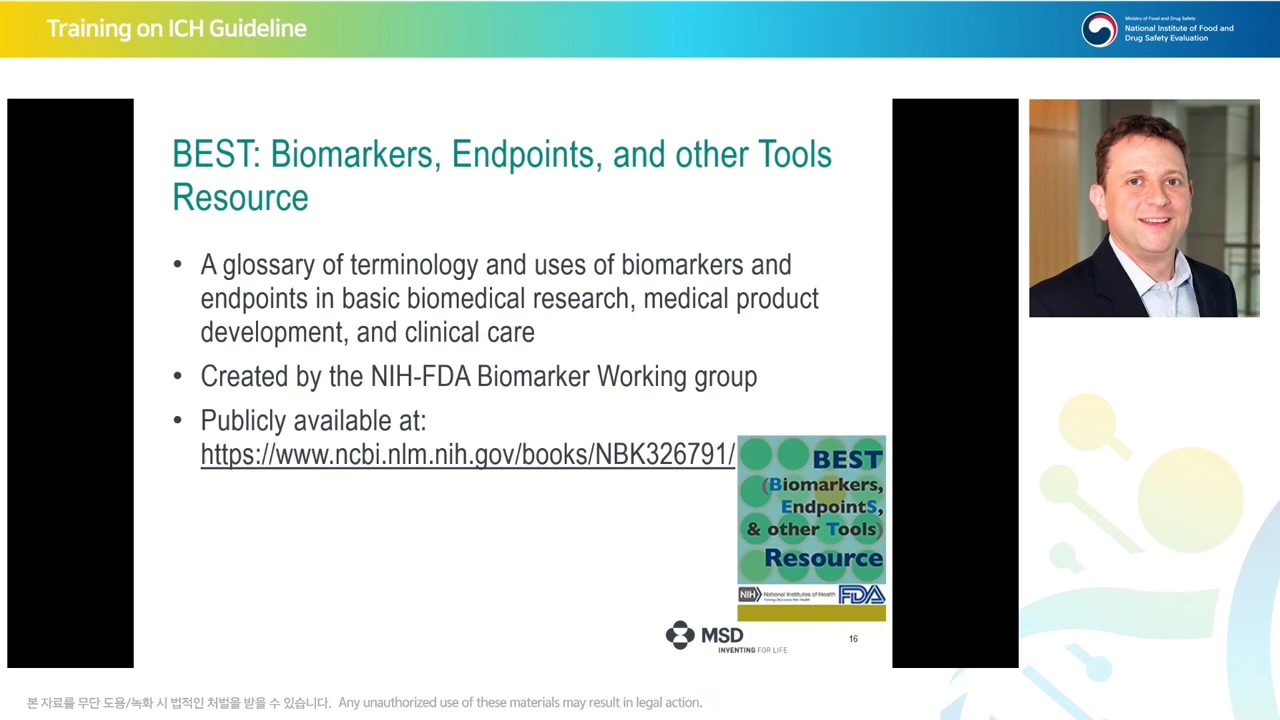 Training on ICH Guideline
Ministry of Food and Drug Safety
National Institute of Food and
Drug Safety Evaluation
BEST: Biomarkers, Endpoints, and other Tools
Resource
• A glossary of terminology and uses of biomarkers and
endpoints in basic biomedical research, medical product
development, and clinical care
• Created by the NIH-FDA Biomarker Working group
• Publicly available at:
https://www.ncbi.nlm.nih.gov/books/NBK326791/
BEST
(Biomarkers,
EndpointS,
& other Tools)
Resource
NIH National Institutes of Health
Turning Discovery Into Health
FDA
MSD
INVENTING FOR LIFE
16
본 자료를 무단 도용/녹화 시 법적인 처벌을 받을 수 있습니다. Any unauthorized use of these materials may result in legal action.